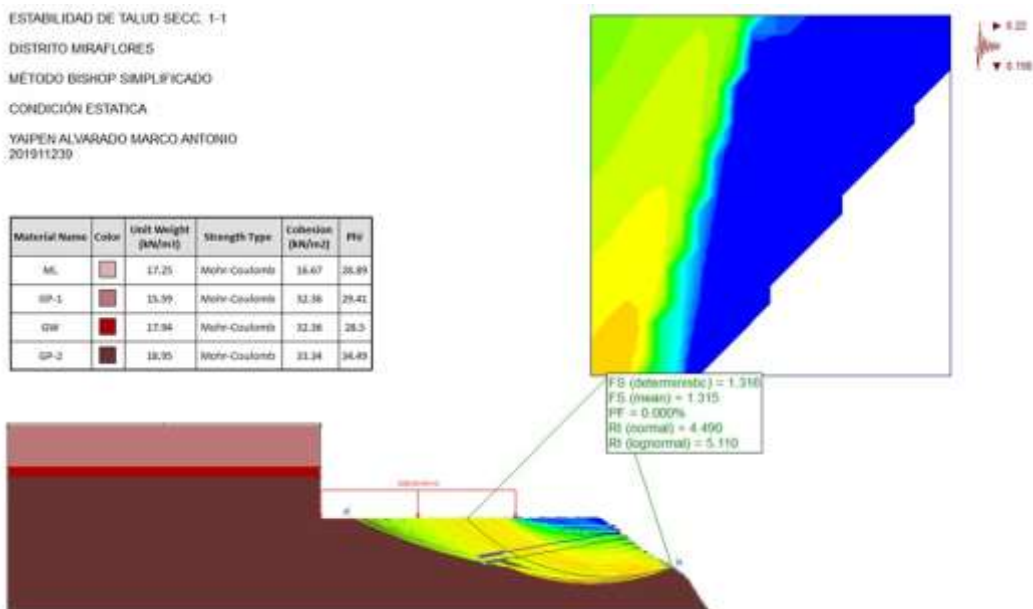 ESTABILIDAD DE TALUD SECC. 1-1
DISTRITO MIRAFLORES
MÉTODO BISHOP SIMPLIFICADO
CONDICIÓN ESTATICA
YAIPEN ALVARADO MARCO ANTONIO
201911239
Material Name Color Unit Weight (kN/m3) Strength Type Cohesion (kN/m2) Phi
ML 17.25 Mohr-Coulomb 16.67 28.89
GP-1 15.59 Mohr-Coulomb 32.36 29.41
GW 17.94 Mohr-Coulomb 32.36 28.5
GP-2 18.95 Mohr-Coulomb 33.34 34.49
0.22
FS (deterministic) = 1.316
FS (mean) = 1.315
PF = 0.000%
RI (normal) = 4.490
RI (lognormal) = 5.110